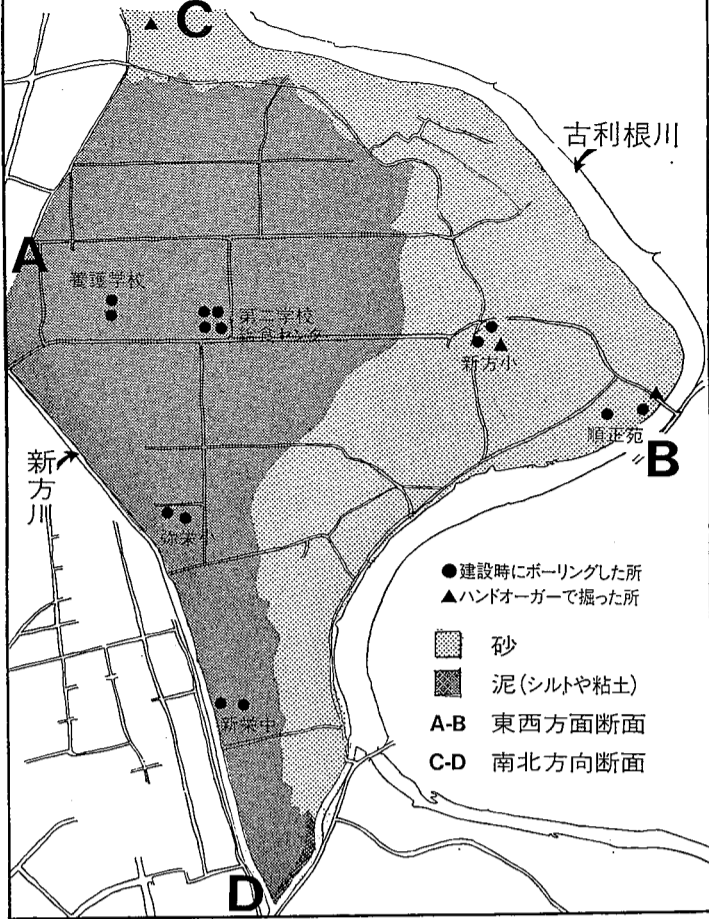 C
古利根川
A
養護学校
第二学校
給食センタ
新方小
順正苑
B
新方川
弥栄小
●建設時にボーリングした所
▲ハンドオーガーで掘った所
砂
泥(シルトや粘土)
A-B 東西方面断面
C-D 南北方向断面
新栄中
D